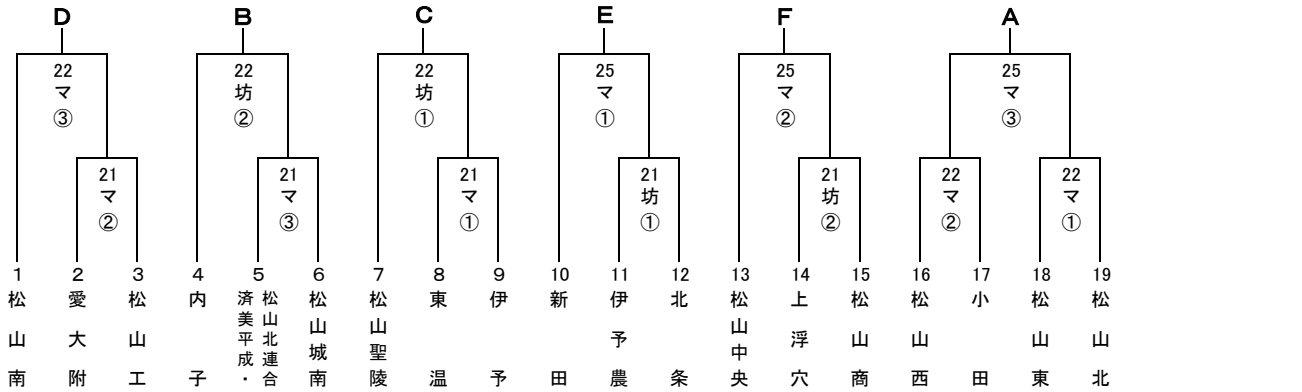 D B C E F A
22 22 22 25 25 25
マ 坊 坊 マ マ マ
③ ② ① ① ② ③
21 21 21 21 21 22 22
マ マ マ 坊 坊 マ マ
② ③ ① ① ② ② ①
1 2 3 4 5 6 7 8 9 10 11 12 13 14 15 16 17 18 19
松山南
愛大附
松山工
内子
松山北連合
済美平成・
松山城南
松山聖陵
東温
伊予
新田
伊予農
北条
松山中央
上浮穴
松山商
松山西
小田
松山東
松山北